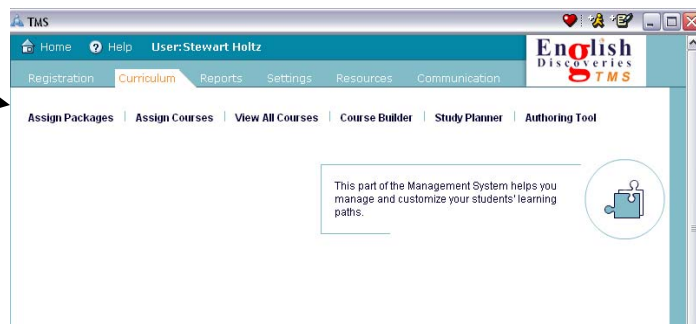 TMS
Home Help User: Stewart Holtz
English
Discoveries
TMS
Registration Curriculum Reports Settings Resources Communication
Assign Packages Assign Courses View All Courses Course Builder Study Planner Authoring Tool
This part of the Management System helps you
manage and customize your students' learning
paths.